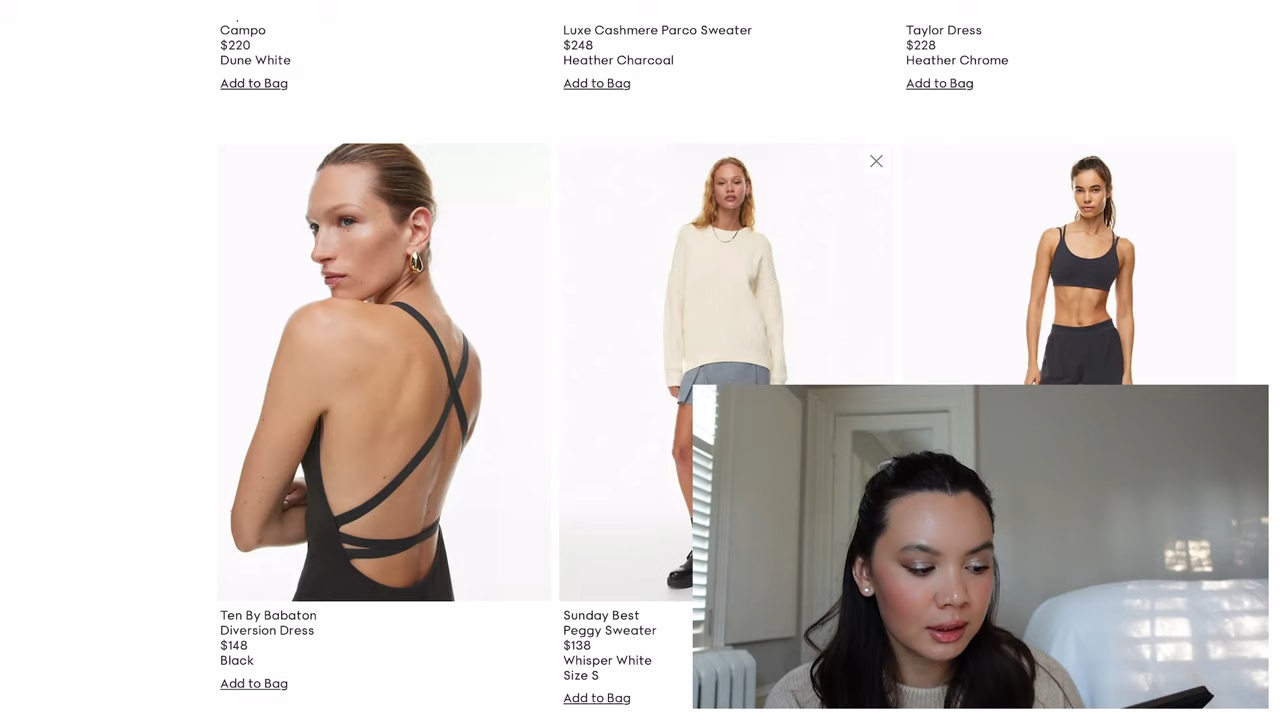 Campo
$220
Dune White
Add to Bag
Luxe Cashmere Parco Sweater
$248
Heather Charcoal
Add to Bag
Taylor Dress
$228
Heather Chrome
Add to Bag
Ten By Babaton
Diversion Dress
$148
Black
Add to Bag
Sunday Best
Peggy Sweater
$138
Whisper White
Size S
Add to Bag